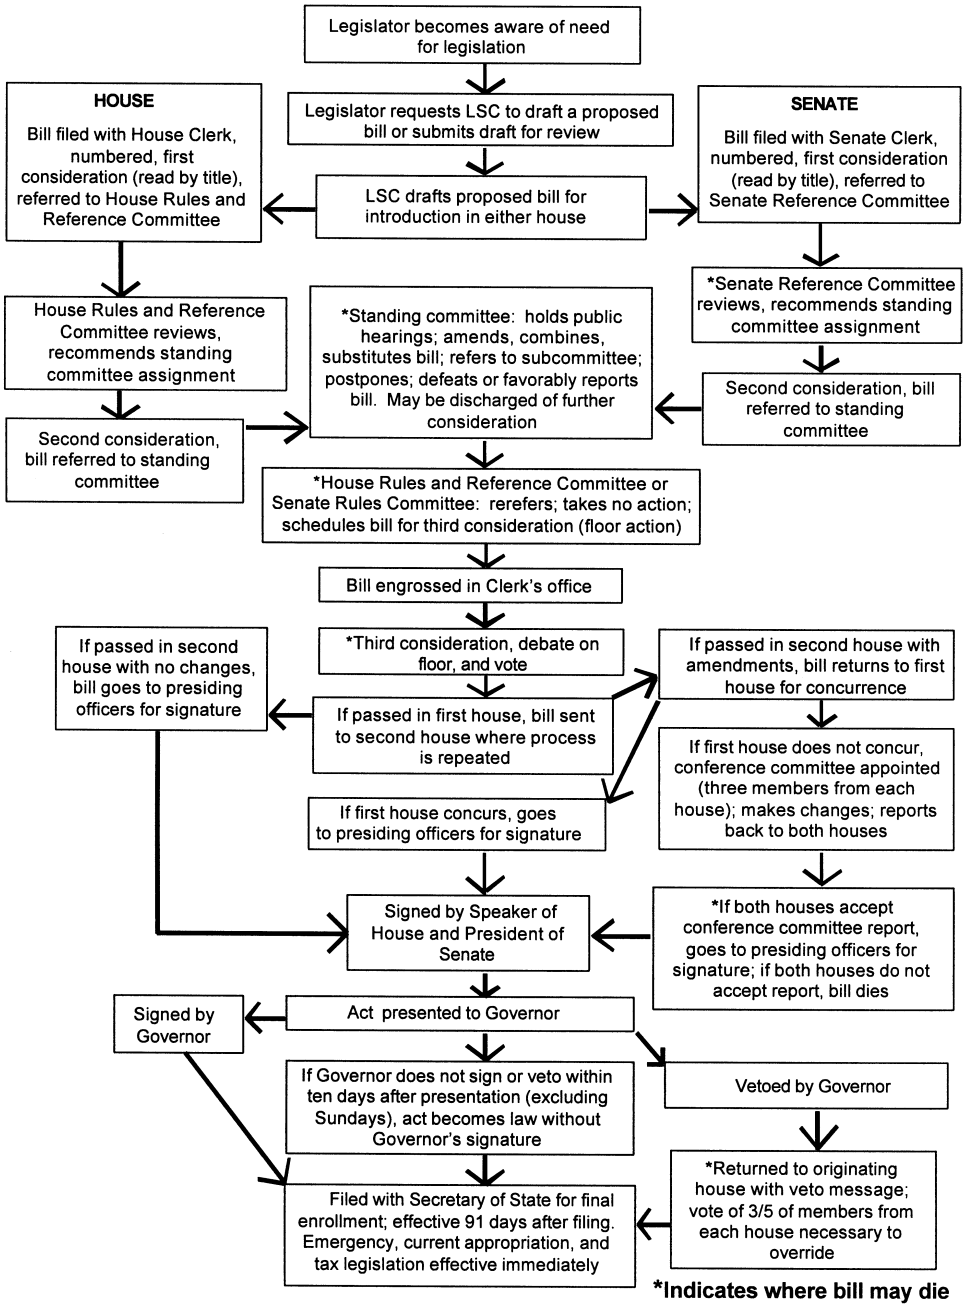 Legislator becomes aware of need
for legislation
HOUSE
Bill filed with House Clerk,
numbered, first
consideration (read by title),
referred to House Rules and
Reference Committee
Legislator requests LSC to draft a proposed
bill or submits draft for review
SENATE
Bill filed with Senate Clerk,
numbered, first consideration
(read by title), referred to
Senate Reference Committee
LSC drafts proposed bill for
introduction in either house
House Rules and Reference
Committee reviews,
recommends standing
committee assignment
*Standing committee: holds public
hearings; amends, combines,
substitutes bill; refers to subcommittee;
postpones; defeats or favorably reports
bill. May be discharged of further
consideration
*Senate Reference Committee
reviews, recommends standing
committee assignment
Second consideration, bill
referred to standing
committee
Second consideration,
bill referred to standing
committee
*House Rules and Reference Committee or
Senate Rules Committee: rerefers; takes no action;
schedules bill for third consideration (floor action)
Bill engrossed in Clerk's office
If passed in second
house with no changes,
bill goes to presiding
officers for signature
*Third consideration, debate on
floor, and vote
If passed in second house with
amendments, bill returns to first
house for concurrence
If passed in first house, bill sent
to second house where process
is repeated
If first house does not concur,
conference committee appointed
(three members from each
house); makes changes; reports
back to both houses
If first house concurs, goes
to presiding officers for signature
Signed by Speaker of
House and President of
Senate
*If both houses accept
conference committee report,
goes to presiding officers for
signature; if both houses do not
accept report, bill dies
Signed by
Governor
Act presented to Governor
If Governor does not sign or veto within
ten days after presentation (excluding
Sundays), act becomes law without
Governor's signature
Vetoed by Governor
Filed with Secretary of State for final
enrollment; effective 91 days after filing.
Emergency, current appropriation, and
tax legislation effective immediately
*Returned to originating
house with veto message;
vote of 3/5 of members from
each house necessary to
override
*Indicates where bill may die